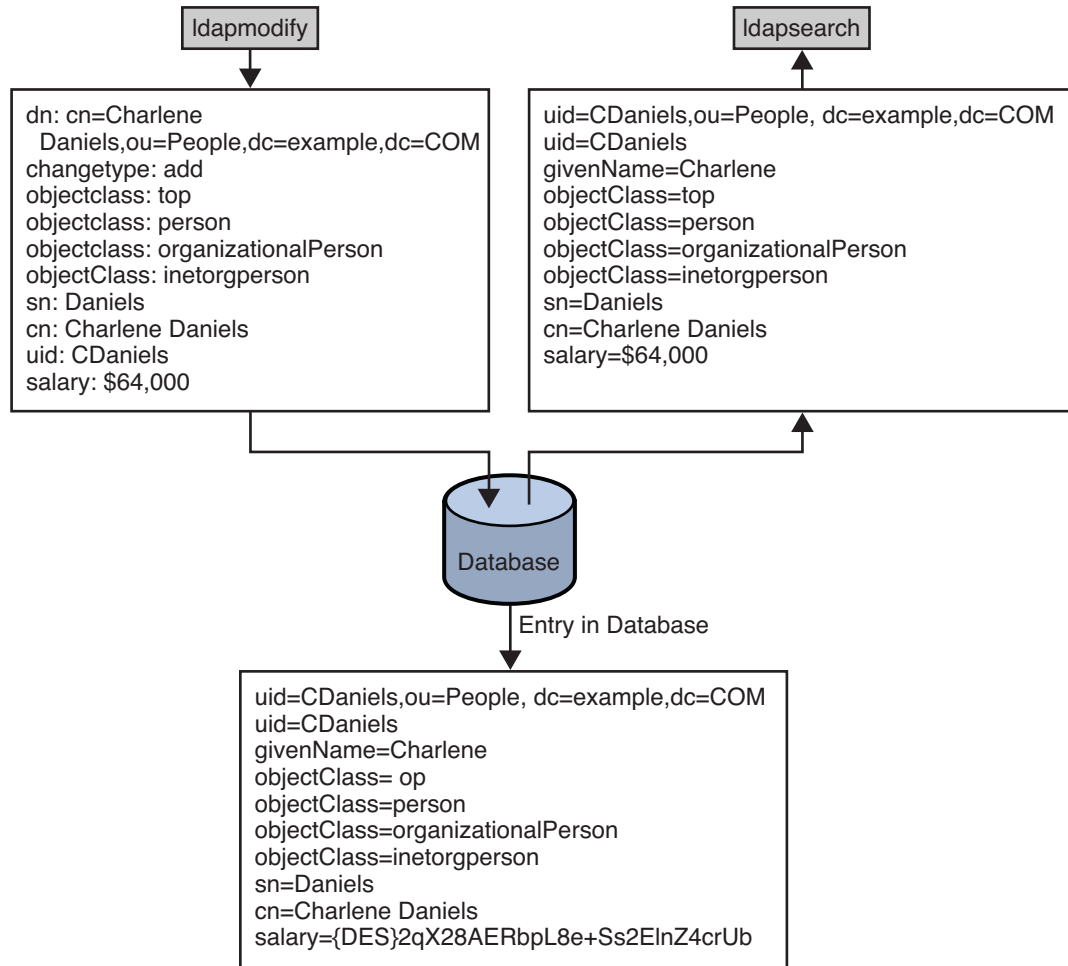 ldapmodify
dn: cn=Charlene
Daniels,ou=People,dc=example,dc=COM
changetype: add
objectclass: top
objectclass: person
objectclass: organizationalPerson
objectClass: inetorgperson
sn: Daniels
cn: Charlene Daniels
uid: CDaniels
salary: $64,000
ldapsearch
uid=CDaniels,ou=People, dc=example,dc=COM
uid=CDaniels
givenName=Charlene
objectClass=top
objectClass=person
objectClass=organizationalPerson
objectClass=inetorgperson
sn=Daniels
cn=Charlene Daniels
salary=$64,000
Database
Entry in Database
uid=CDaniels,ou=People, dc=example,dc=COM
uid=CDaniels
givenName=Charlene
objectClass= op
objectClass=person
objectClass=organizationalPerson
objectClass=inetorgperson
sn=Daniels
cn=Charlene Daniels
salary={DES}2qX28AERbpL8e+Ss2ElnZ4crUb